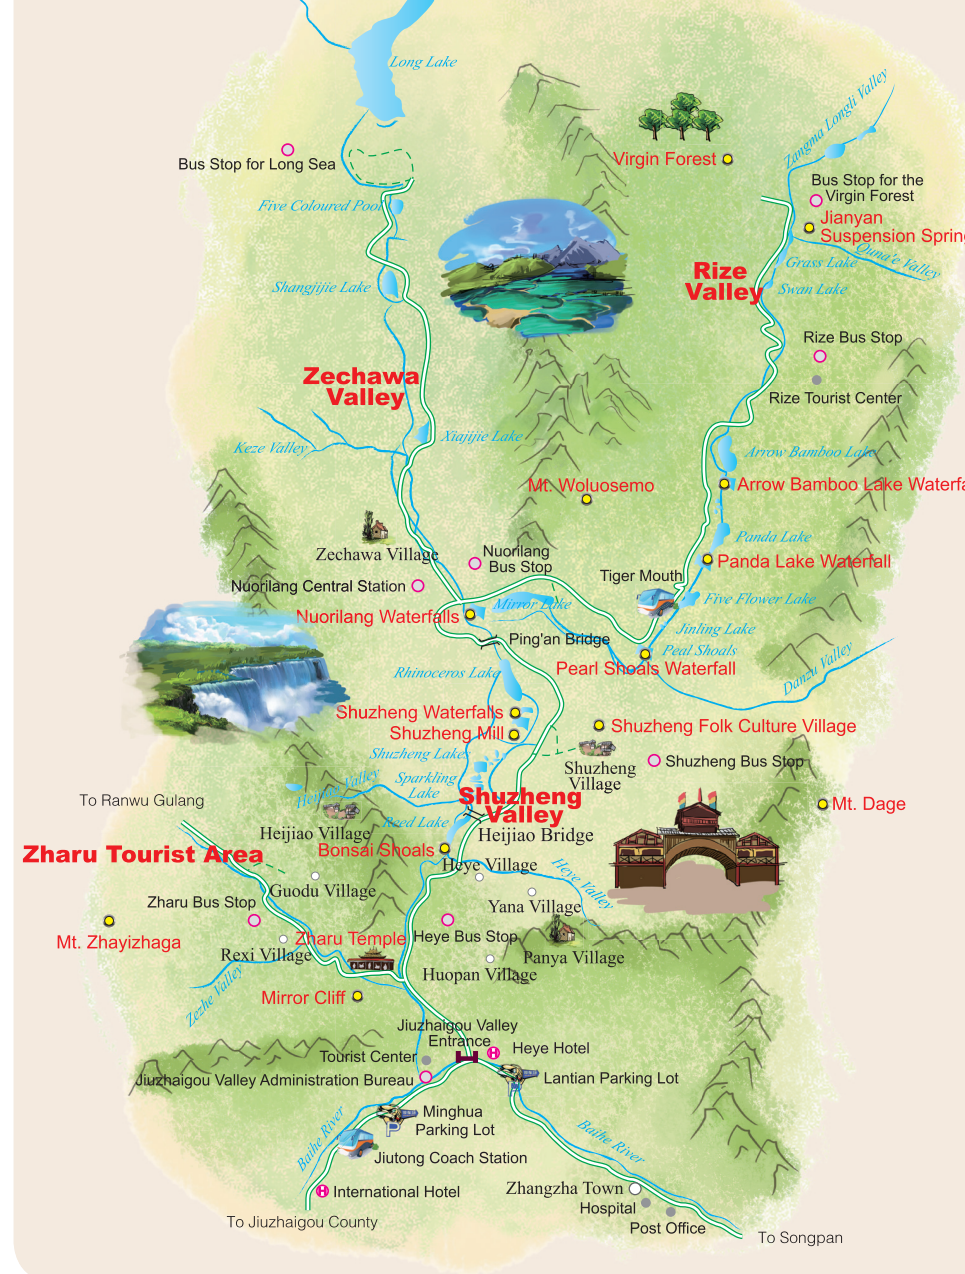 Long Lake
Zangma Longli Valley
Virgin Forest
Bus Stop for Long Sea
Bus Stop for the
Virgin Forest
Five Coloured Pool
Jianyan
Suspension Spring
Quna'e Valley
Grass Lake
Rize
Valley
Shangjijie Lake
Swan Lake
Rize Bus Stop
Zechawa
Valley
Rize Tourist Center
Xiajijie Lake
Keze Valley
Arrow Bamboo Lake
Mt. Woluosemo
Arrow Bamboo Lake Waterfa
Panda Lake
Zechawa Village
Nuorilang
Bus Stop
Panda Lake Waterfall
Tiger Mouth
Nuorilang Central Station
Five Flower Lake
Mirror Lake
Nuorilang Waterfalls
Jinling Lake
Ping'an Bridge
Peal Shoals
Pearl Shoals Waterfall
Rhinoceros Lake
Danzu Valley
Shuzheng Waterfalls
Shuzheng Folk Culture Village
Shuzheng Mill
Shuzheng Lakes
Shuzheng
Village
Shuzheng Bus Stop
Sparkling
Lake
Heijiao Valley
To Ranwu Gulang
Shuzheng
Valley
Mt. Dage
Reed Lake
Heijiao Village
Heijiao Bridge
Bonsai Shoals
Zharu Tourist Area
Heye Village
Heye Valley
Guodu Village
Zharu Bus Stop
Yana Village
Mt. Zhayizhaga
Zharu Temple
Heye Bus Stop
Rexi Village
Panya Village
Huopan Village
Zezhe Valley
Mirror Cliff
Jiuzhaigou Valley
Entrance
Heye Hotel
Tourist Center
Jiuzhaigou Valley Administration Bureau
Lantian Parking Lot
Minghua
Parking Lot
P
Baihe River
Baihe River
Jiutong Coach Station
H
International Hotel
Zhangzha Town
Hospital
To Jiuzhaigou County
Post Office
To Songpan